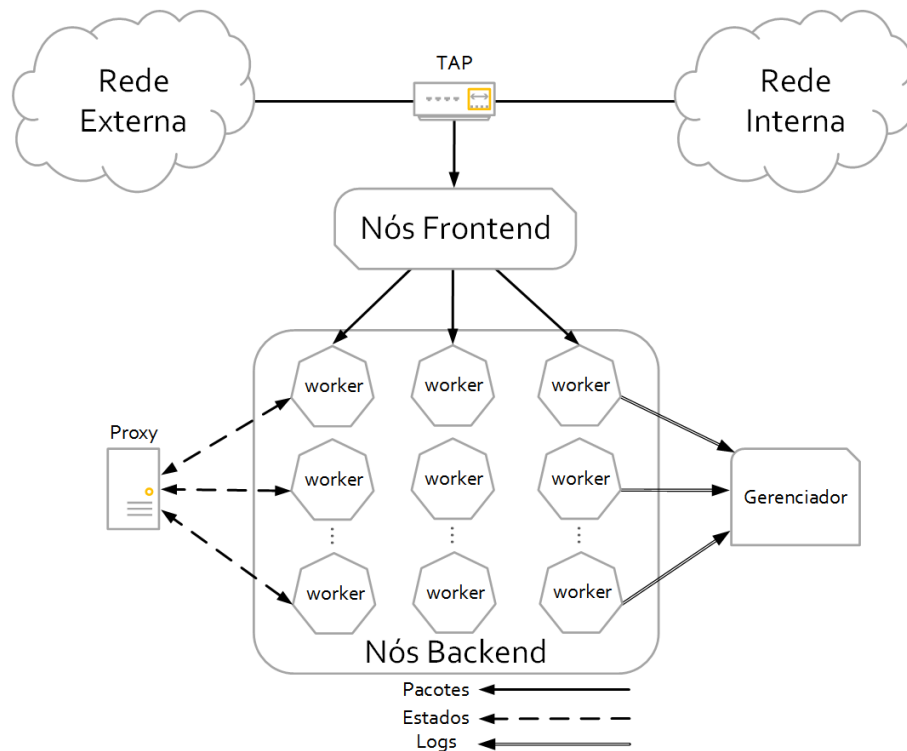 TAP
Rede
Externa
Rede
Interna
Nós Frontend
worker
worker
worker
Proxy
worker
worker
worker
Gerenciador
worker
worker
worker
Nós Backend
Pacotes
Estados
Logs